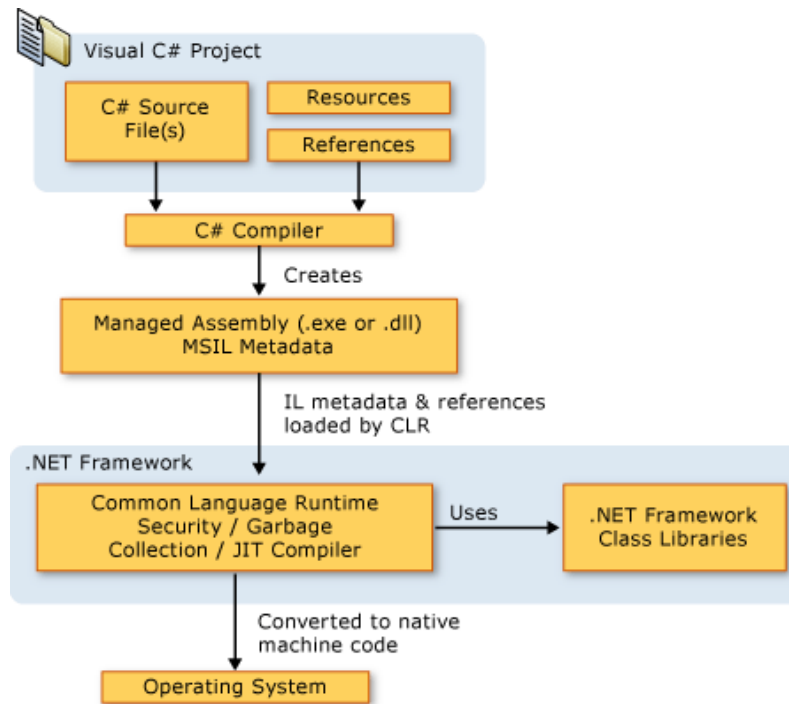 Visual C# Project
C# Source
File(s)
Resources
References
C# Compiler
Creates
Managed Assembly (.exe or .dll)
MSIL Metadata
IL metadata & references
loaded by CLR
.NET Framework
Common Language Runtime
Security / Garbage
Collection / JIT Compiler
Uses
.NET Framework
Class Libraries
Converted to native
machine code
Operating System